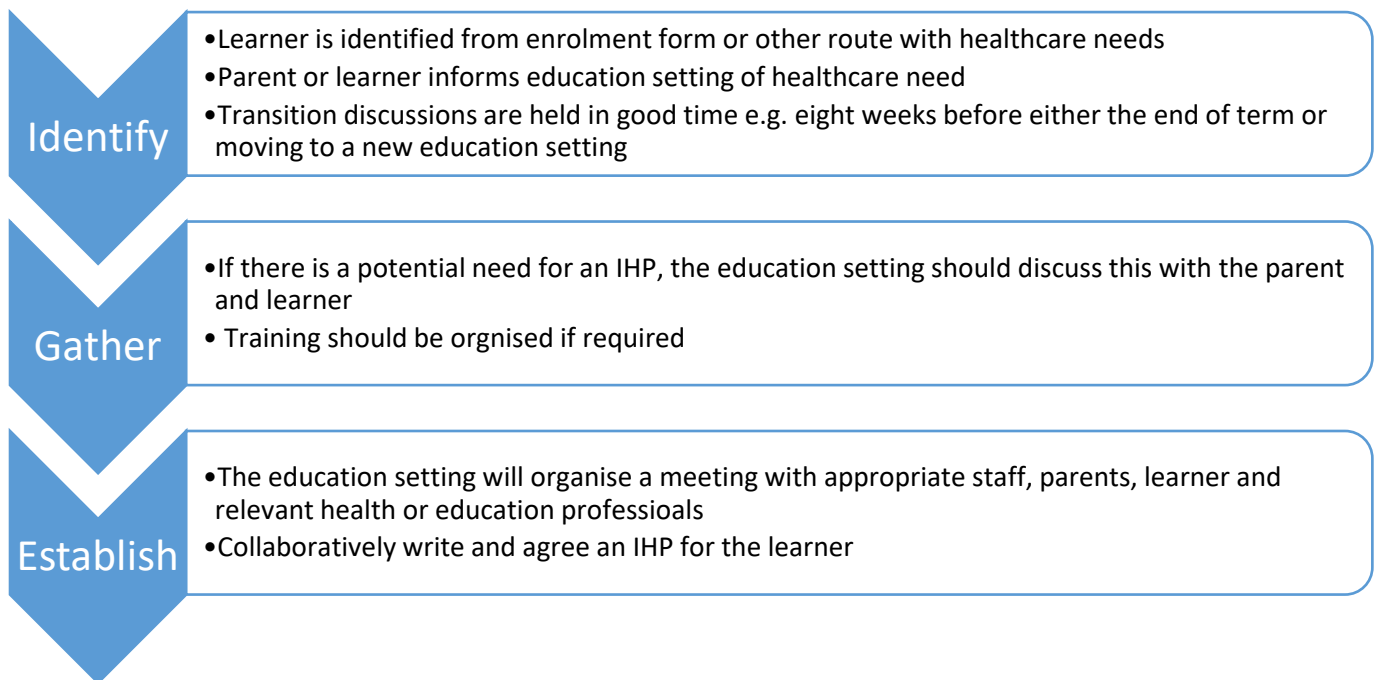 Identify
•Learner is identified from enrolment form or other route with healthcare needs
•Parent or learner informs education setting of healthcare need
•Transition discussions are held in good time e.g. eight weeks before either the end of term or
moving to a new education setting
Gather
•If there is a potential need for an IHP, the education setting should discuss this with the parent
and learner
• Training should be orgnised if required
Establish
•The education setting will organise a meeting with appropriate staff, parents, learner and
relevant health or education professioals
•Collaboratively write and agree an IHP for the learner